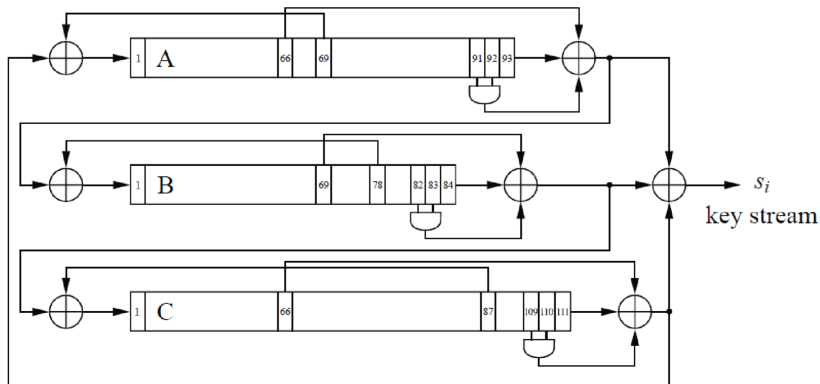 1 A 66 69 91 92 93
1 B 69 78 82 83 84
s_i
key stream
1 C 66 87 109 110 111